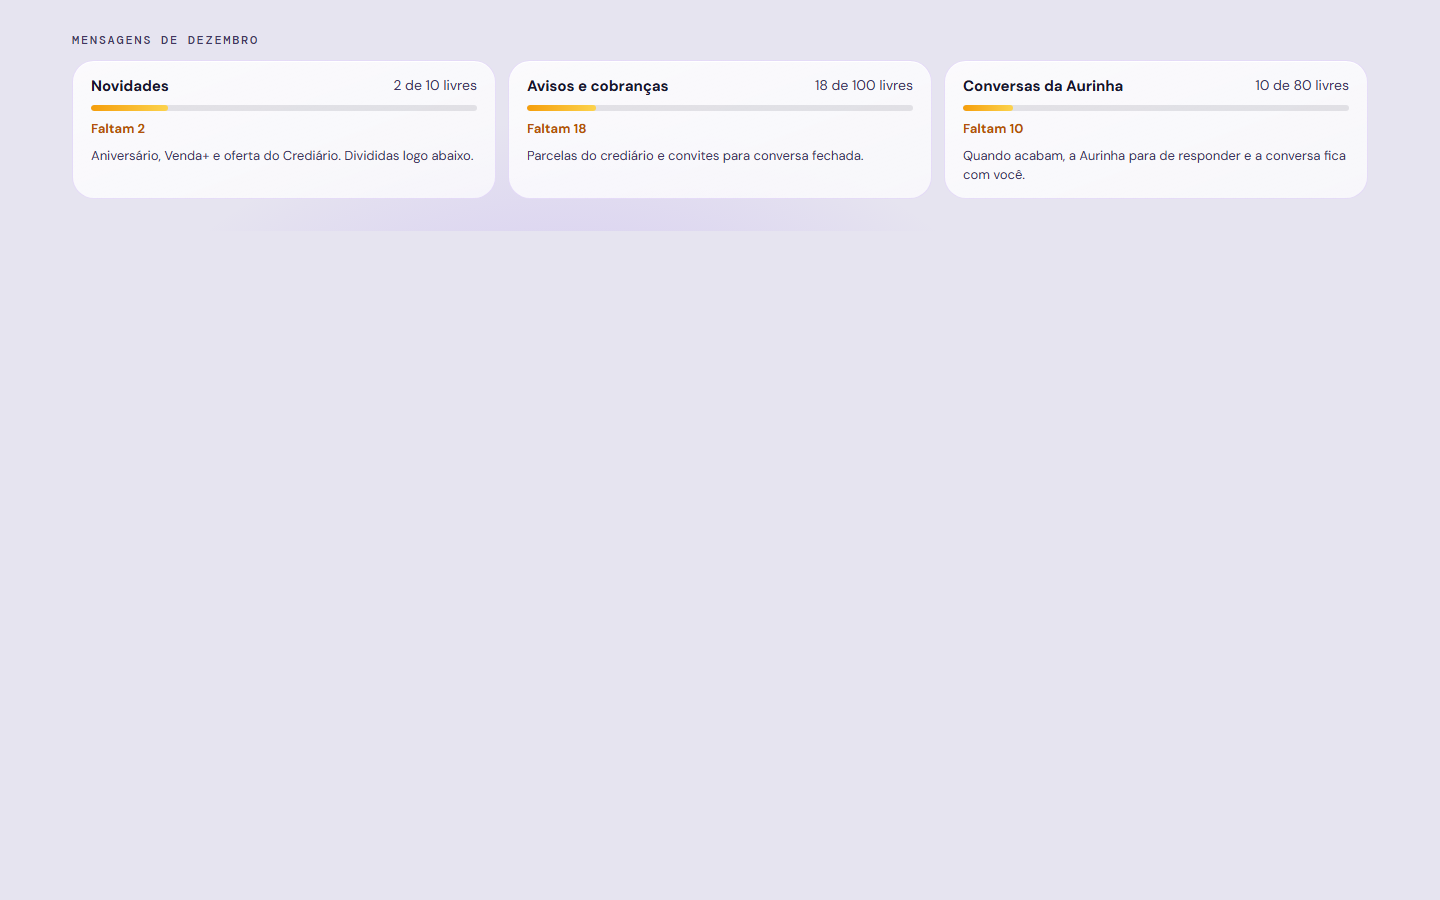 MENSAGENS DE DEZEMBRO
Novidades
2 de 10 livres
Faltam 2
Aniversário, Venda+ e oferta do Crediário. Divididas logo abaixo.
Avisos e cobranças
18 de 100 livres
Faltam 18
Parcelas do crediário e convites para conversa fechada.
Conversas da Aurinha
10 de 80 livres
Faltam 10
Quando acabam, a Aurinha para de responder e a conversa fica
com você.